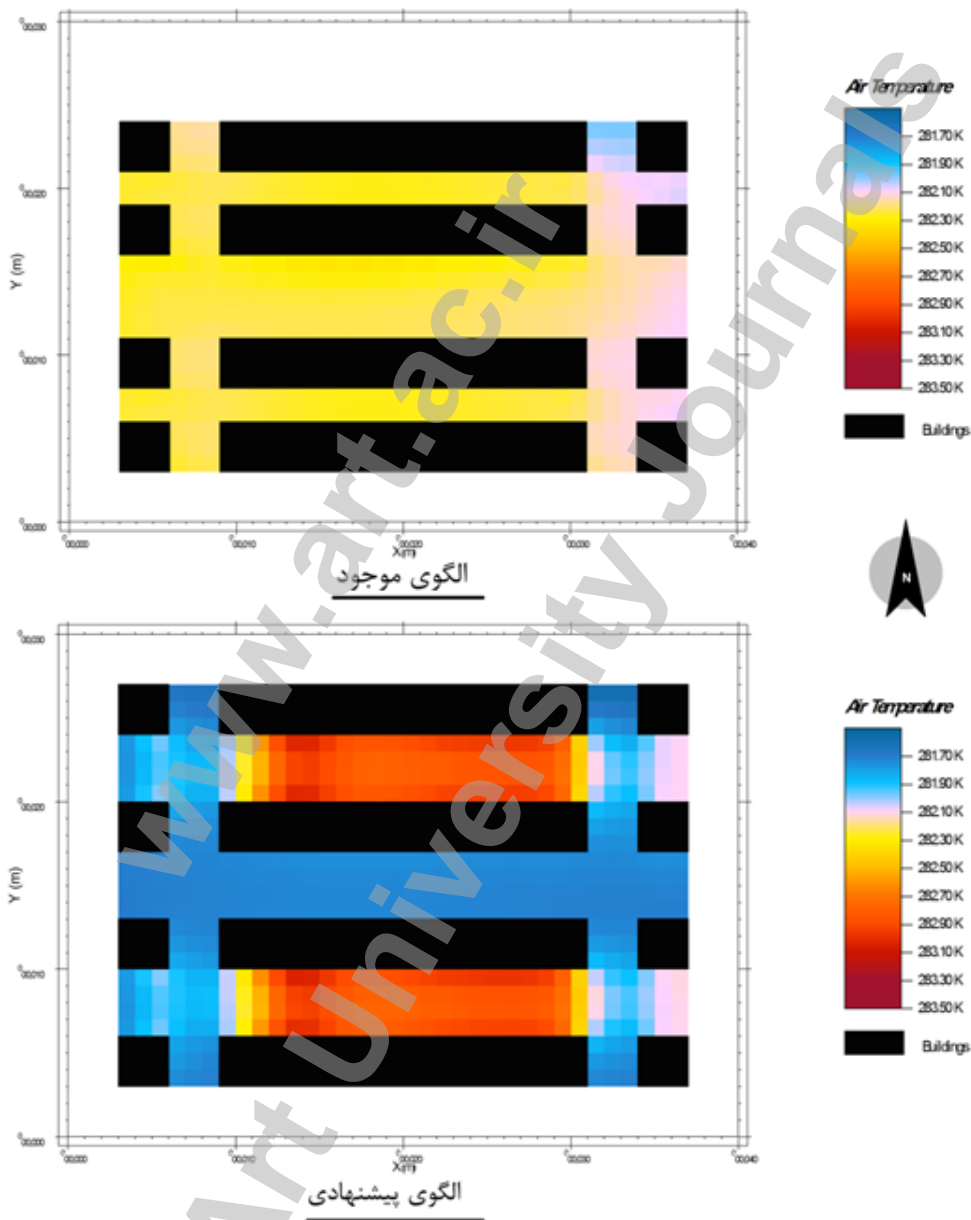 Air Temperature
281.70 K
281.90 K
282.10 K
282.30 K
282.50 K
282.70 K
282.90 K
283.10 K
283.30 K
283.50 K
Buildings
Y (m)
X (m)
الگوی موجود
N
Air Temperature
281.70 K
281.90 K
282.10 K
282.30 K
282.50 K
282.70 K
282.90 K
283.10 K
283.30 K
283.50 K
Buildings
Y (m)
X (m)
الگوی پیشنهادی
www.art.ac.ir
Art University Journals